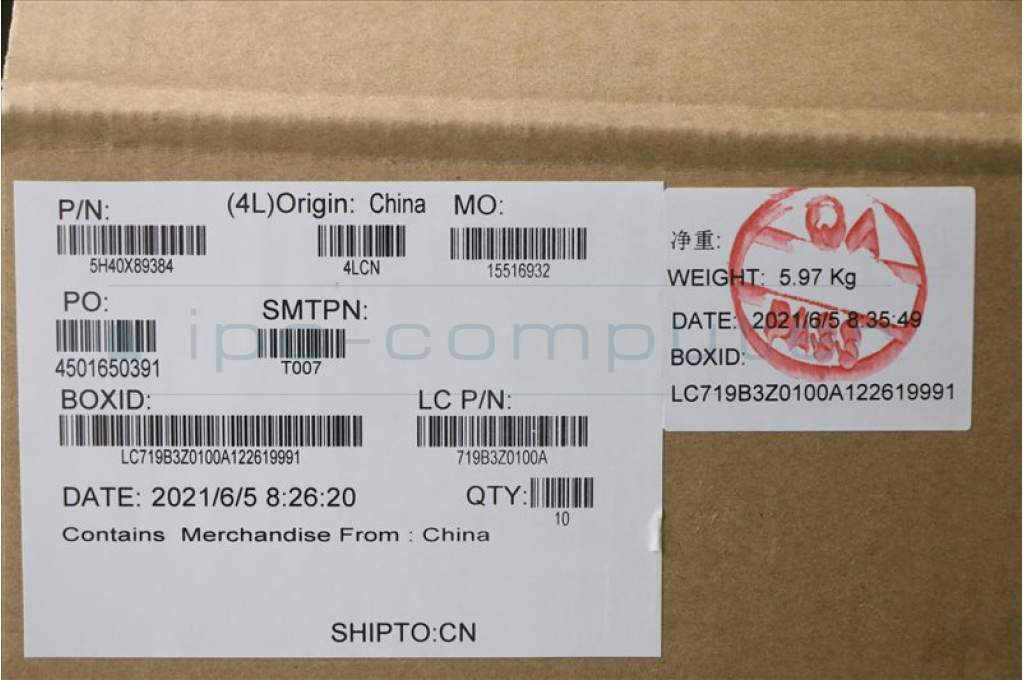 P/N: (4L)Origin: China MO:
5H40X89384 4LCN 15516932
PO: SMTPN:
4501650391 T007
BOXID: LC P/N:
LC719B3Z0100A122619991 719B3Z0100A
DATE: 2021/6/5 8:26:20 QTY:
10
Contains Merchandise From : China
SHIPTO:CN
净重:
WEIGHT: 5.97 Kg
DATE: 2021/6/5 8:35:49
BOXID:
LC719B3Z0100A122619991
QA
PASS